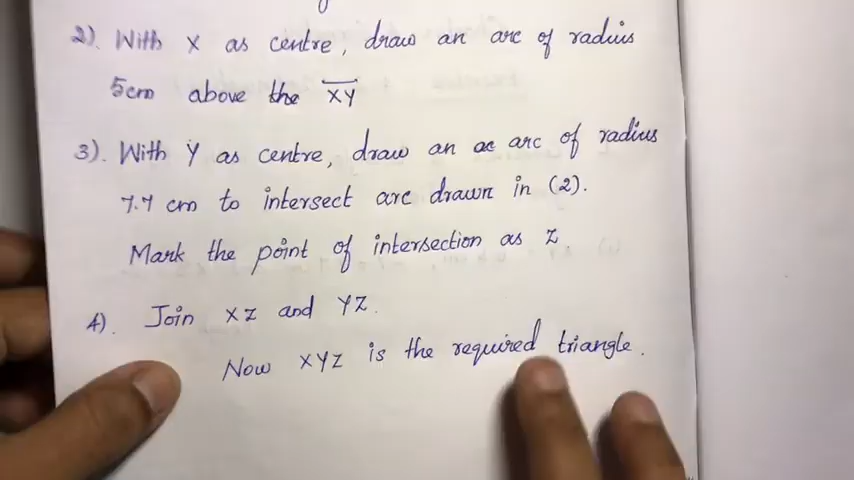 2). With X as centre, draw an arc of radius
5cm above the XY
3). With Y as centre, draw an ac arc of radius
7.7 cm to intersect arc drawn in (2).
Mark the point of intersection as Z.
4). Join XZ and YZ.
Now XYZ is the required triangle.